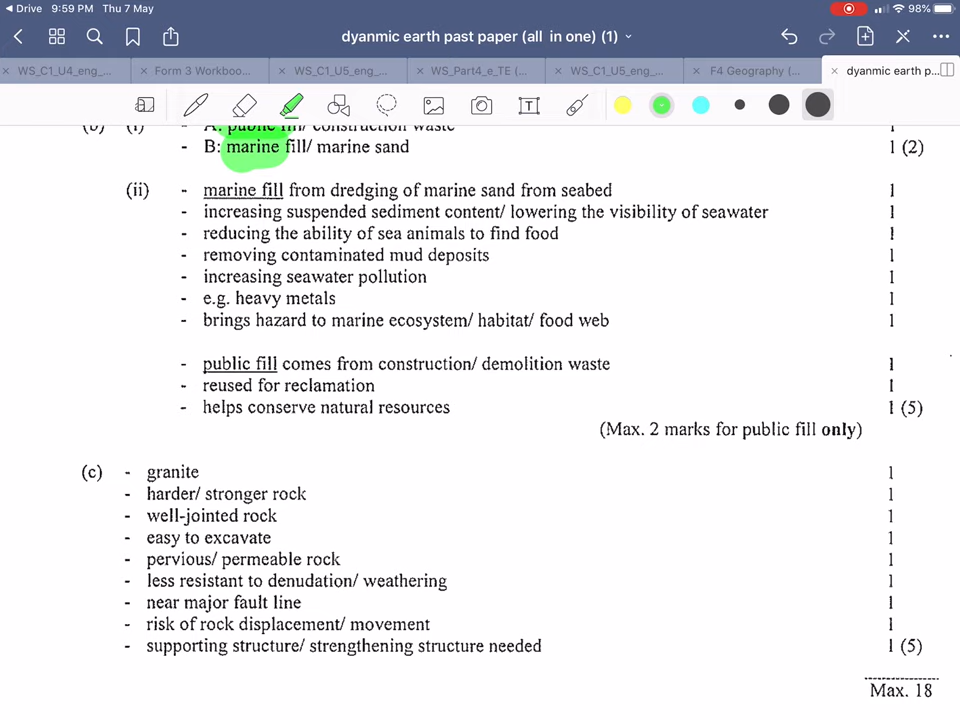 Drive 9:59 PM Thu 7 May 98%
dyanmic earth past paper (all in one) (1)
WS_C1_U4_eng_... Form 3 Workboo... WS_C1_U5_eng_... WS_Part4_e_TE (... WS_C1_U5_eng_... F4 Geography (... dyanmic earth p...
(b) (i) - A: public fill/ construction waste 1
- B: marine fill/ marine sand 1 (2)
(ii) - marine fill from dredging of marine sand from seabed 1
- increasing suspended sediment content/ lowering the visibility of seawater 1
- reducing the ability of sea animals to find food 1
- removing contaminated mud deposits 1
- increasing seawater pollution 1
- e.g. heavy metals 1
- brings hazard to marine ecosystem/ habitat/ food web 1
- public fill comes from construction/ demolition waste 1
- reused for reclamation 1
- helps conserve natural resources 1 (5)
(Max. 2 marks for public fill only)
(c) - granite 1
- harder/ stronger rock 1
- well-jointed rock 1
- easy to excavate 1
- pervious/ permeable rock 1
- less resistant to denudation/ weathering 1
- near major fault line 1
- risk of rock displacement/ movement 1
- supporting structure/ strengthening structure needed 1 (5)
Max. 18